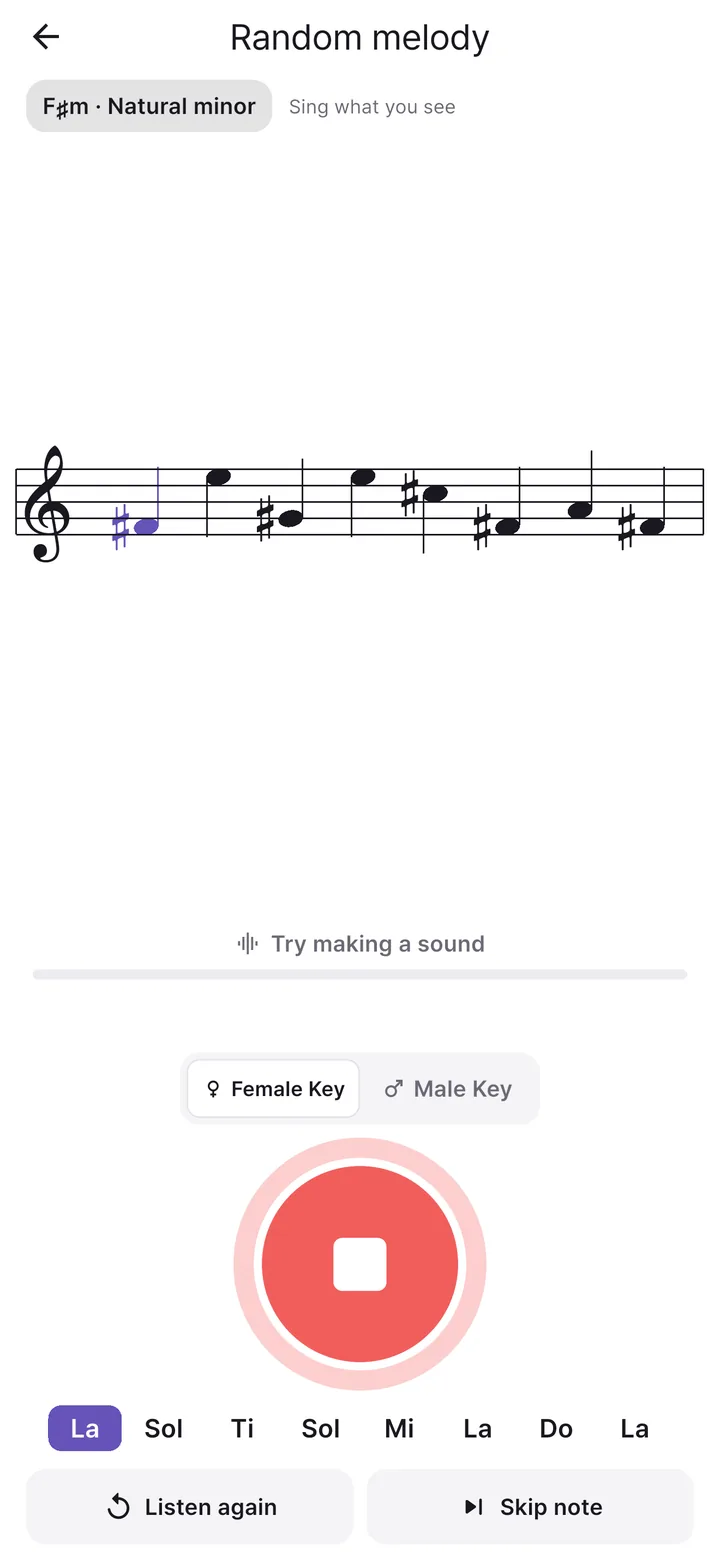 Random melody
F♯m · Natural minor
Sing what you see
Try making a sound
♀ Female Key
♂ Male Key
La Sol Ti Sol Mi La Do La
Listen again
Skip note